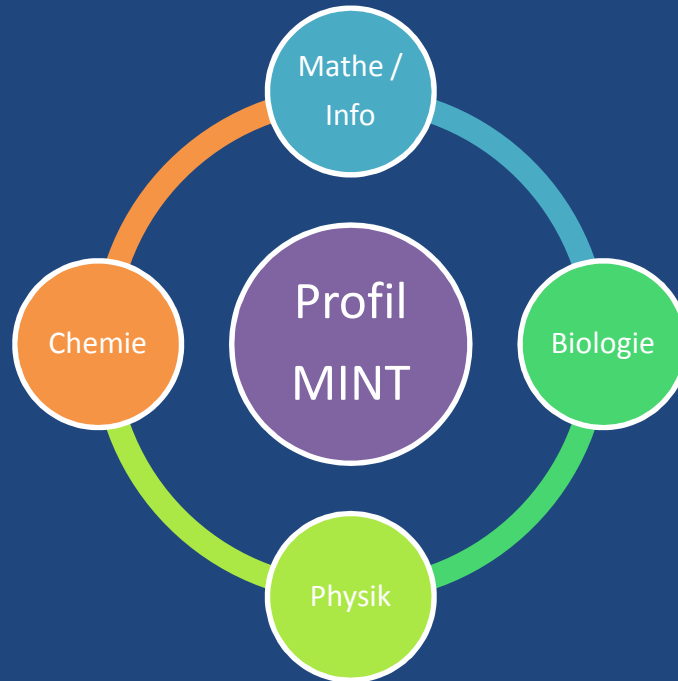 Mathe /
Info
Chemie
Profil
MINT
Biologie
Physik